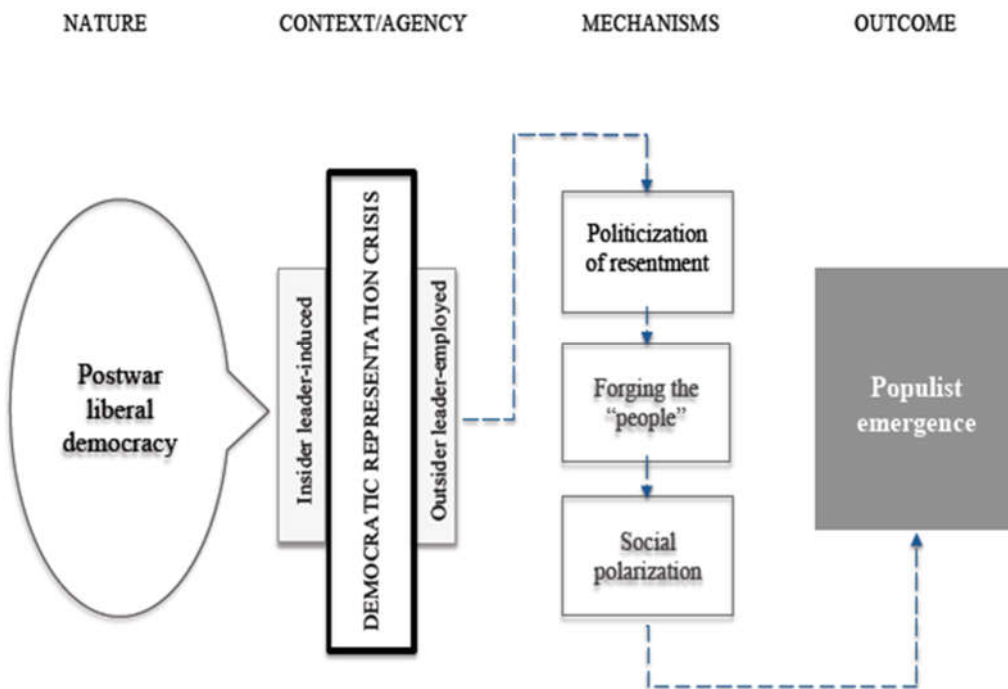 NATURE
CONTEXT/AGENCY
MECHANISMS
OUTCOME
Postwar
liberal
democracy
Insider leader-induced
DEMOCRATIC REPRESENTATION CRISIS
Outsider leader-employed
Politicization
of resentment
Forging the
“people”
Social
polarization
Populist
emergence